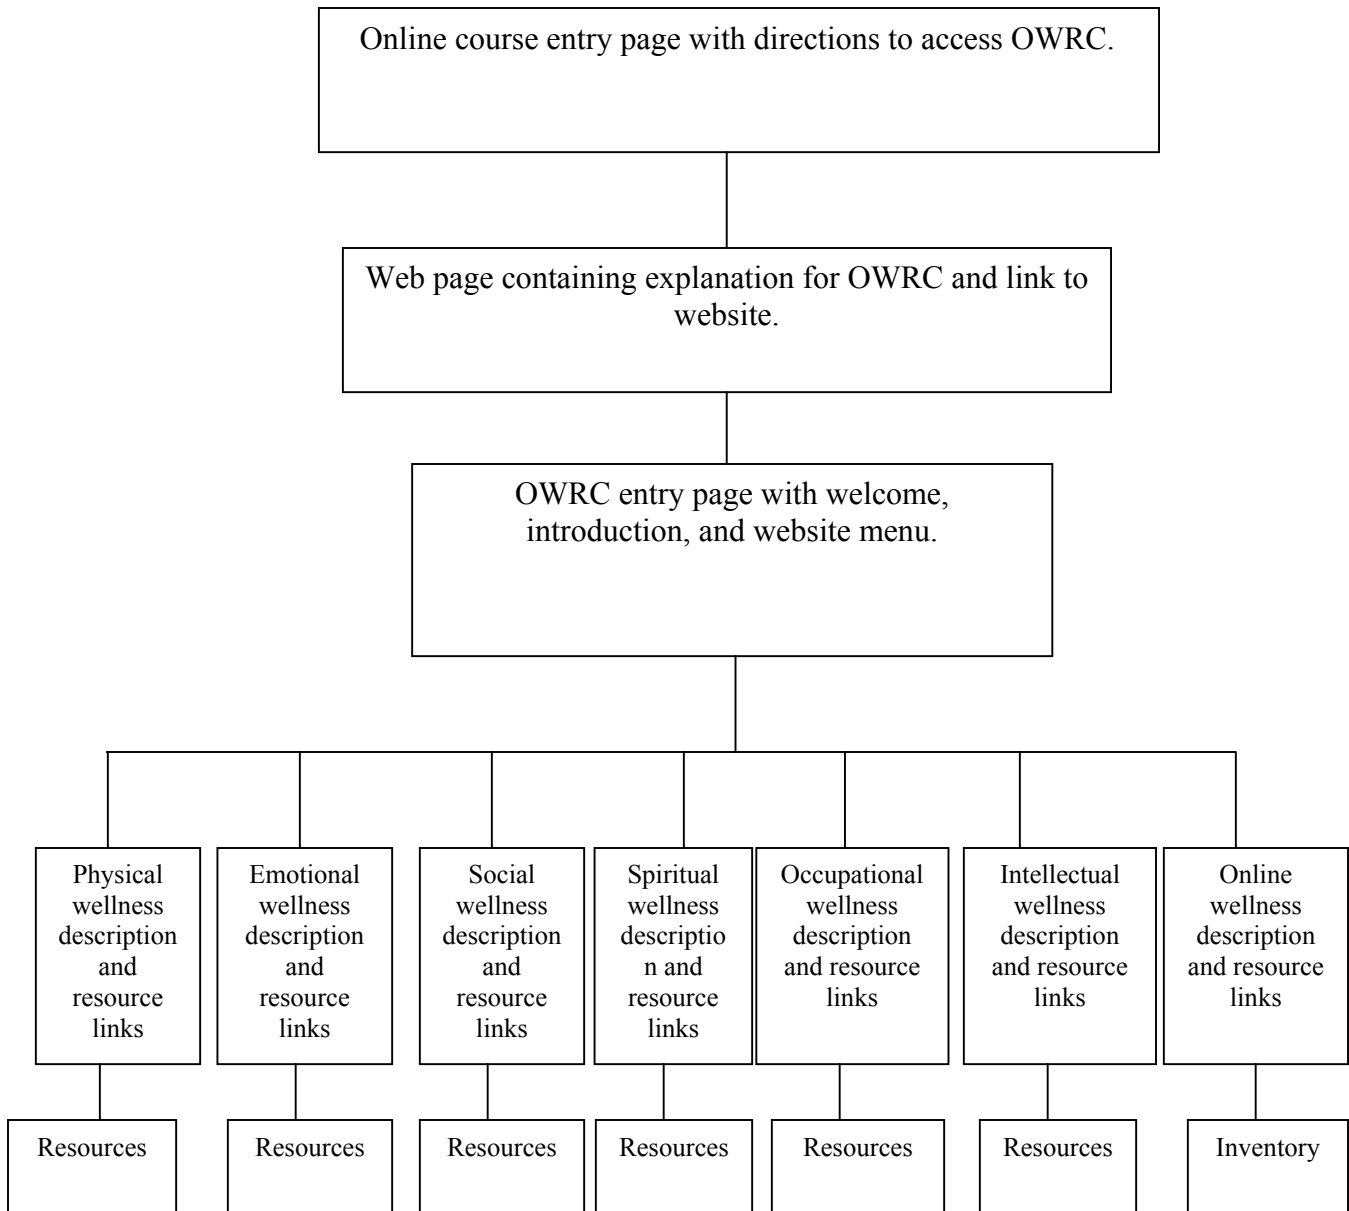 Online course entry page with directions to access OWRC.
Web page containing explanation for OWRC and link to
website.
OWRC entry page with welcome,
introduction, and website menu.
Physical
wellness
description
and
resource
links
Emotional
wellness
description
and
resource
links
Social
wellness
description
and
resource
links
Spiritual
wellness
descriptio
n and
resource
links
Occupational
wellness
description
and resource
links
Intellectual
wellness
description
and resource
links
Online
wellness
description
and resource
links
Resources
Resources
Resources
Resources
Resources
Resources
Inventory